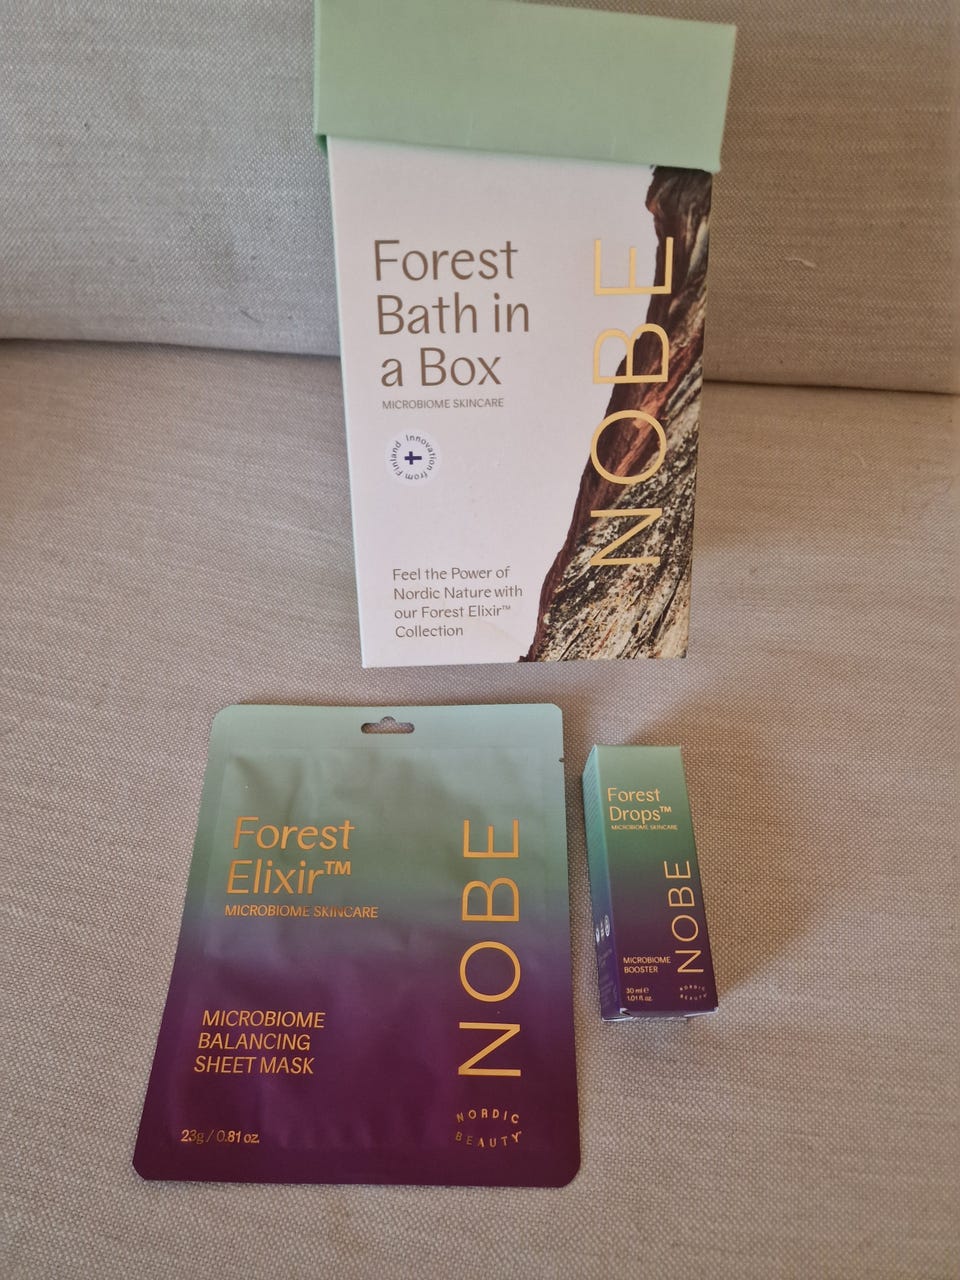 Forest
Bath in
a Box
MICROBIOME SKINCARE
Innovation from Finland
NOBE
Feel the Power of
Nordic Nature with
our Forest Elixir™
Collection
Forest
Elixir™
MICROBIOME SKINCARE
NOBE
MICROBIOME
BALANCING
SHEET MASK
23g / 0.81 oz.
NORDIC
BEAUTY
Forest
Drops™
MICROBIOME SKINCARE
NOBE
MICROBIOME
BOOSTER
30 ml ℮
1.01 fl. oz.
NORDIC
BEAUTY